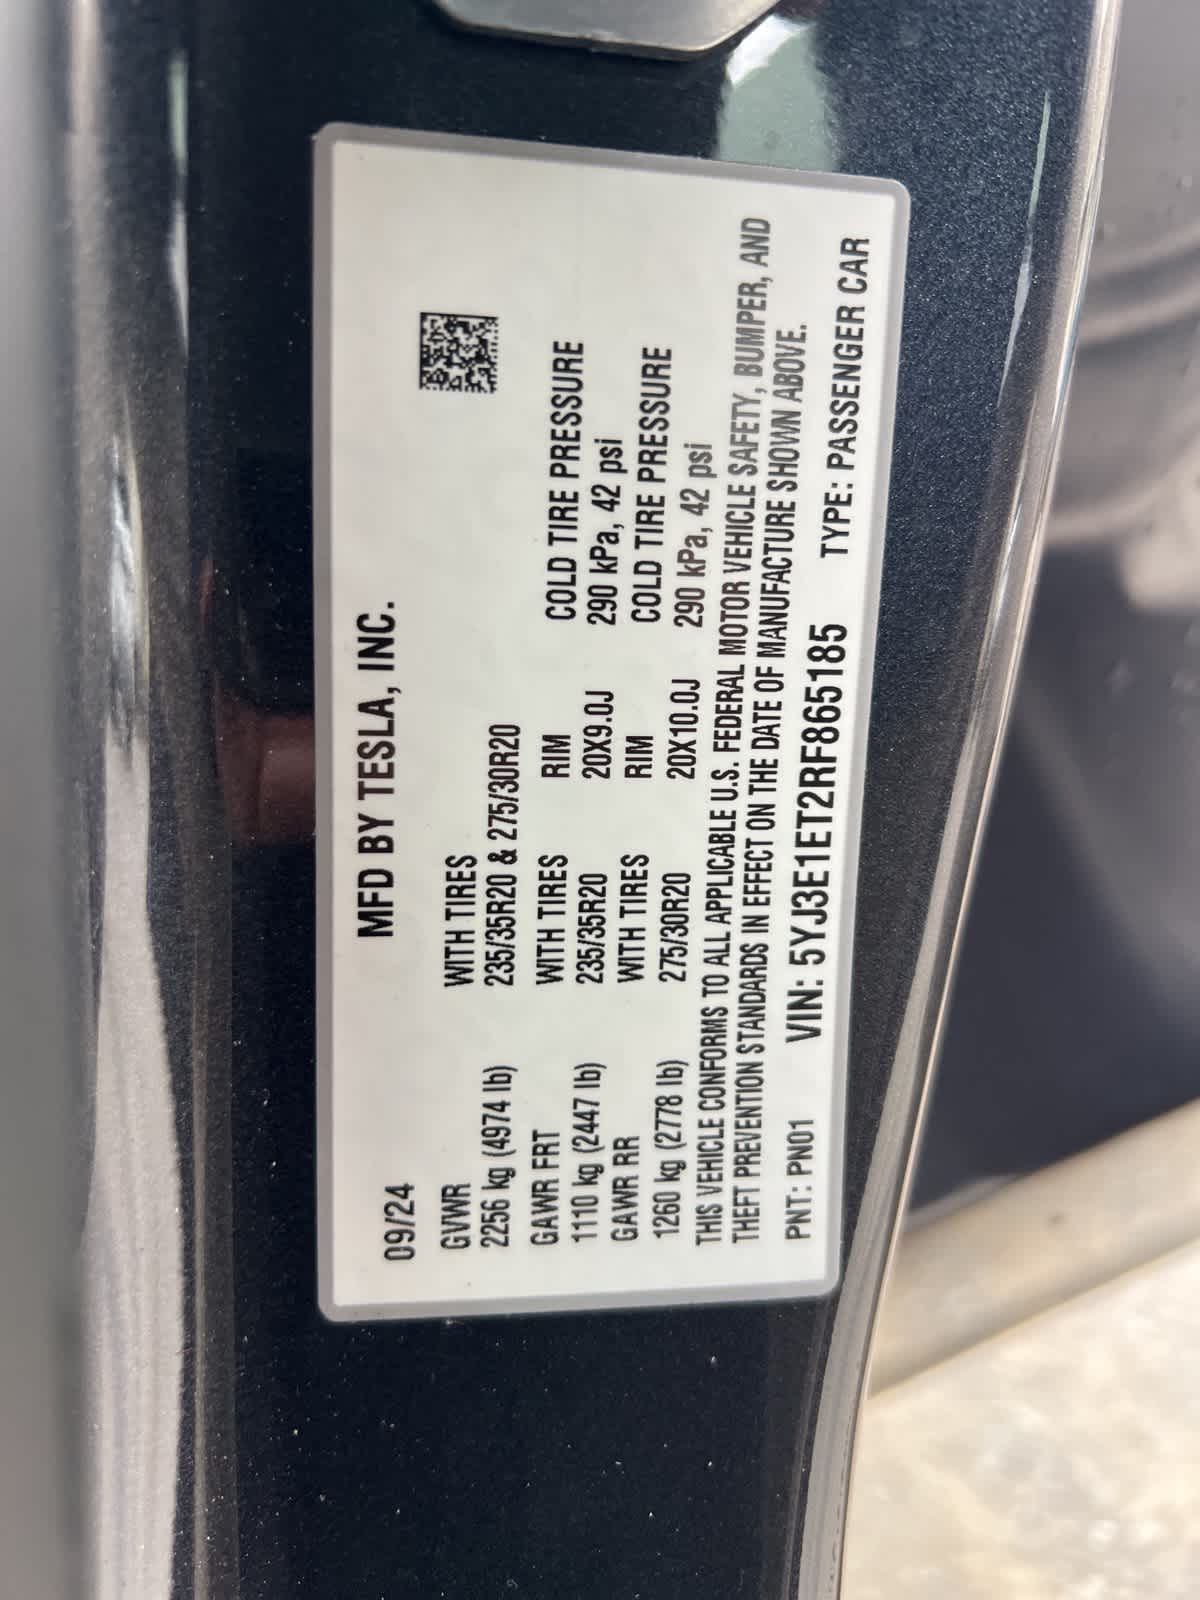 MFD BY TESLA, INC.
09/24
GVWR WITH TIRES
2256 kg (4974 lb) 235/35R20 & 275/30R20
GAWR FRT WITH TIRES RIM COLD TIRE PRESSURE
1110 kg (2447 lb) 235/35R20 20X9.0J 290 kPa, 42 psi
GAWR RR WITH TIRES RIM COLD TIRE PRESSURE
1260 kg (2778 lb) 275/30R20 20X10.0J 290 kPa, 42 psi
THIS VEHICLE CONFORMS TO ALL APPLICABLE U.S. FEDERAL MOTOR VEHICLE SAFETY, BUMPER, AND
THEFT PREVENTION STANDARDS IN EFFECT ON THE DATE OF MANUFACTURE SHOWN ABOVE.
PNT: PN01 VIN: 5YJ3E1ET2RF865185 TYPE: PASSENGER CAR